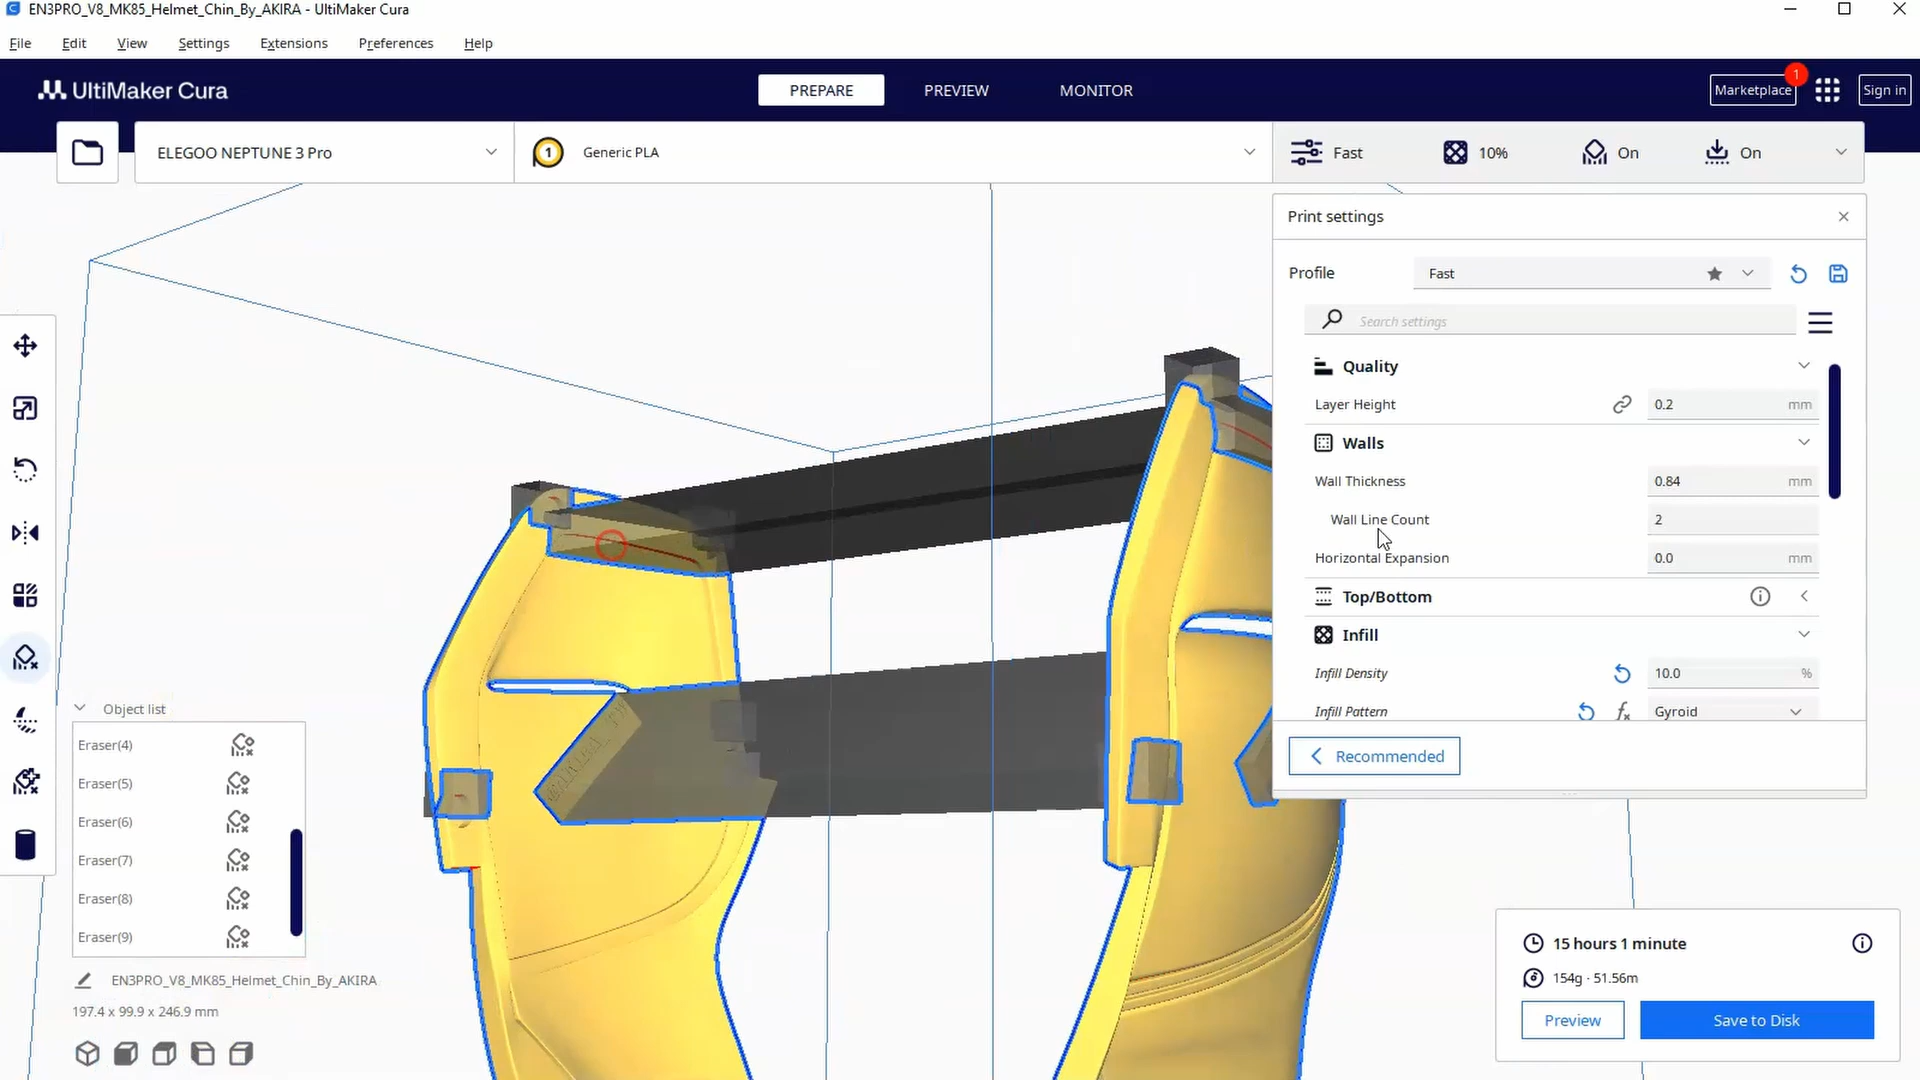 EN3PRO_V8_MK85_Helmet_Chin_By_AKIRA - UltiMaker Cura
File Edit View Settings Extensions Preferences Help
UltiMaker Cura
PREPARE PREVIEW MONITOR
Marketplace 1
Sign in
ELEGOO NEPTUNE 3 Pro
1 Generic PLA
Fast 10% On On
Print settings
Profile Fast
Search settings
Quality
Layer Height 0.2 mm
Walls
Wall Thickness 0.84 mm
Wall Line Count 2
Horizontal Expansion 0.0 mm
Top/Bottom
Infill
Infill Density 10.0 %
Infill Pattern Gyroid
Recommended
Object list
Eraser(4)
Eraser(5)
Eraser(6)
Eraser(7)
Eraser(8)
Eraser(9)
EN3PRO_V8_MK85_Helmet_Chin_By_AKIRA
197.4 x 99.9 x 246.9 mm
15 hours 1 minute
154g · 51.56m
Preview Save to Disk